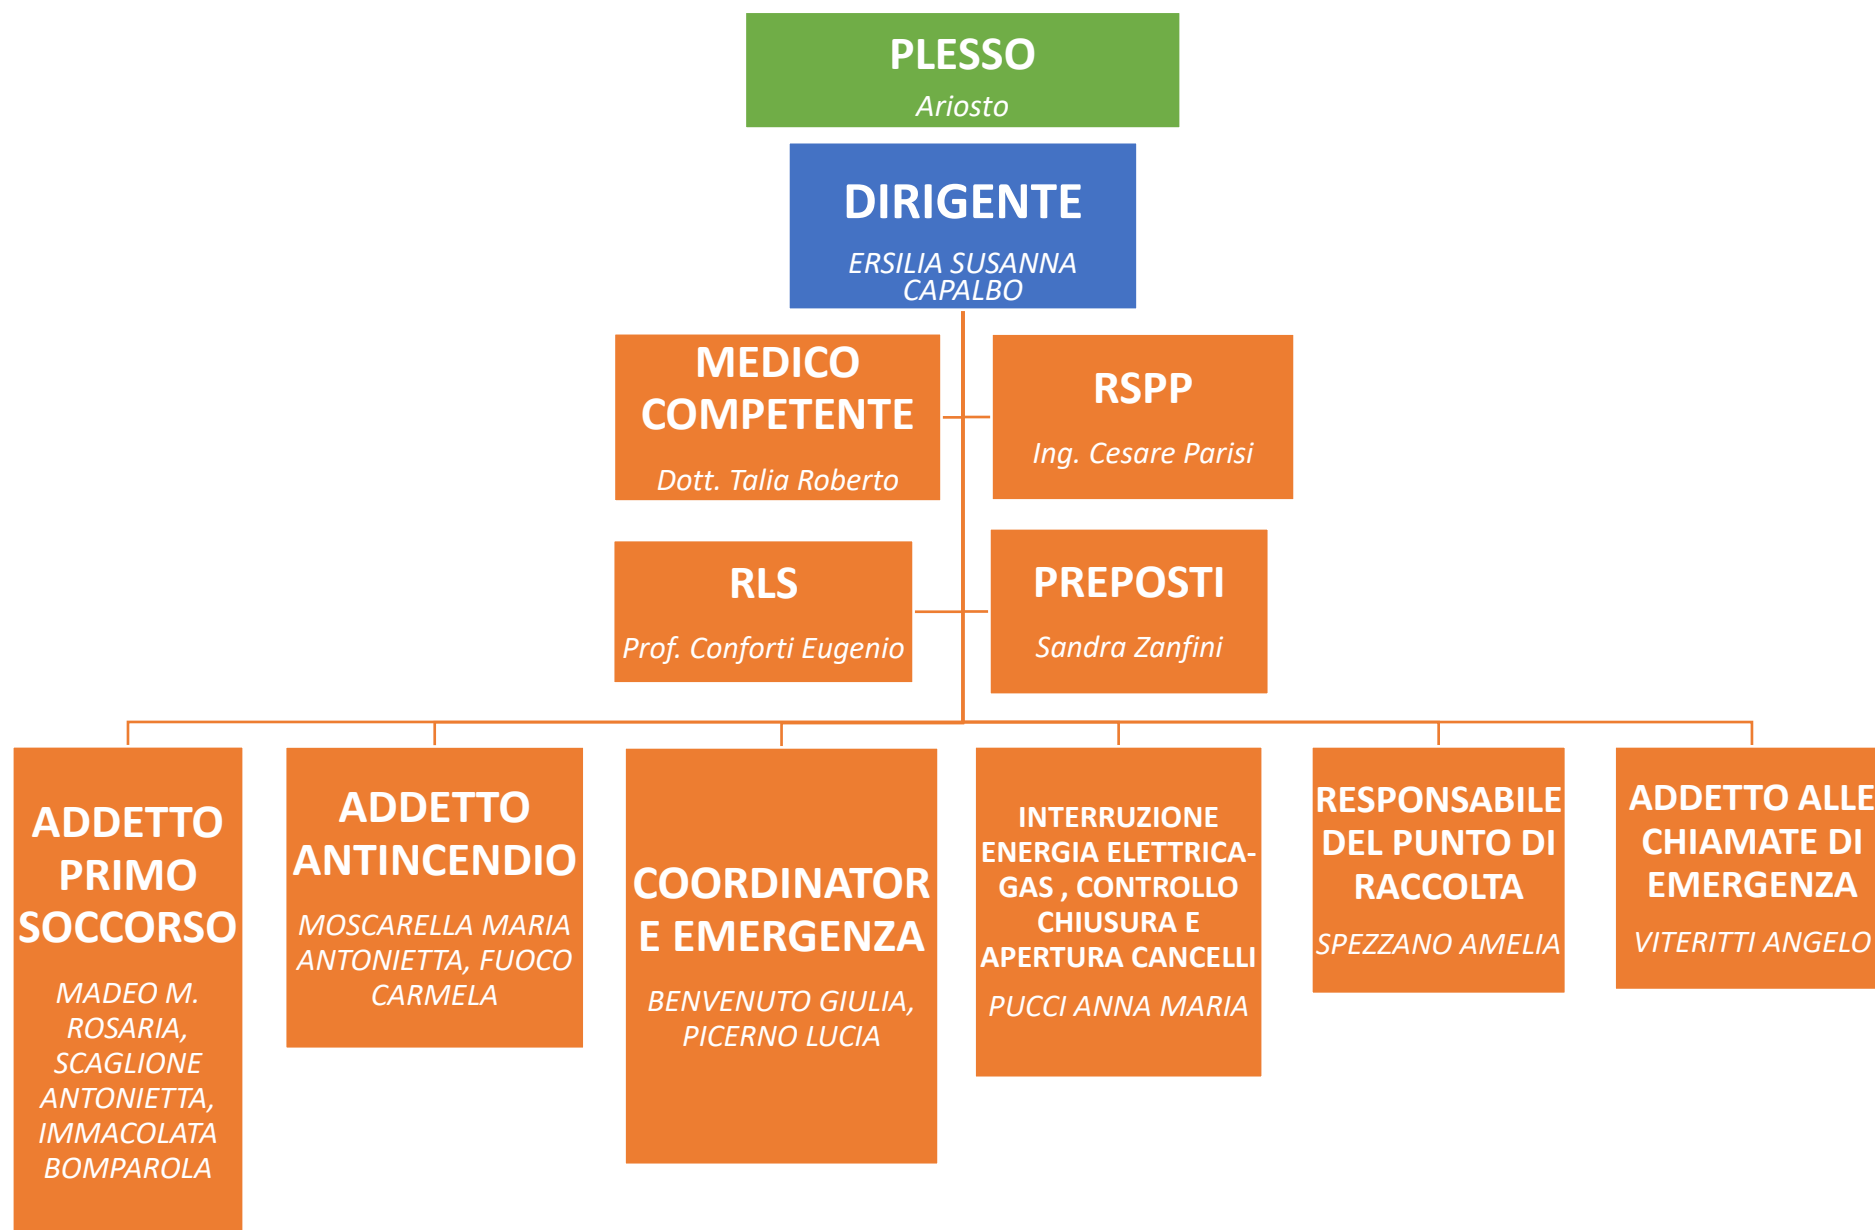 PLESSO
Ariosto
DIRIGENTE
ERSILIA SUSANNA
CAPALBO
MEDICO
COMPETENTE
Dott. Talia Roberto
RSPP
Ing. Cesare Parisi
RLS
Prof. Conforti Eugenio
PREPOSTI
Sandra Zanfini
ADDETTO
PRIMO
SOCCORSO
MADEO M.
ROSARIA,
SCAGLIONE
ANTONIETTA,
IMMACOLATA
BOMPAROLA
ADDETTO
ANTINCENDIO
MOSCARELLA MARIA
ANTONIETTA, FUOCO
CARMELA
COORDINATOR
E EMERGENZA
BENVENUTO GIULIA,
PICERNO LUCIA
INTERRUZIONE
ENERGIA ELETTRICA-
GAS , CONTROLLO
CHIUSURA E
APERTURA CANCELLI
PUCCI ANNA MARIA
RESPONSABILE
DEL PUNTO DI
RACCOLTA
SPEZZANO AMELIA
ADDETTO ALLE
CHIAMATE DI
EMERGENZA
VITERITTI ANGELO